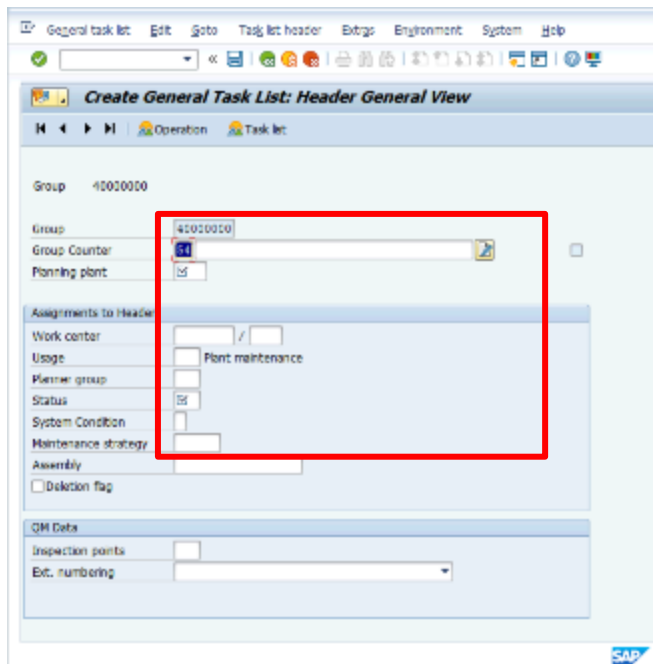 General task list Edit Goto Task list header Extras Environment System Help
Create General Task List: Header General View
Operation Task list
Group 40000000
Group 40000000
Group Counter 54
Planning plant
Assignments to Header
Work center /
Usage Plant maintenance
Planner group
Status
System Condition
Maintenance strategy
Assembly
Deletion flag
QM Data
Inspection points
Ext. numbering
SAP